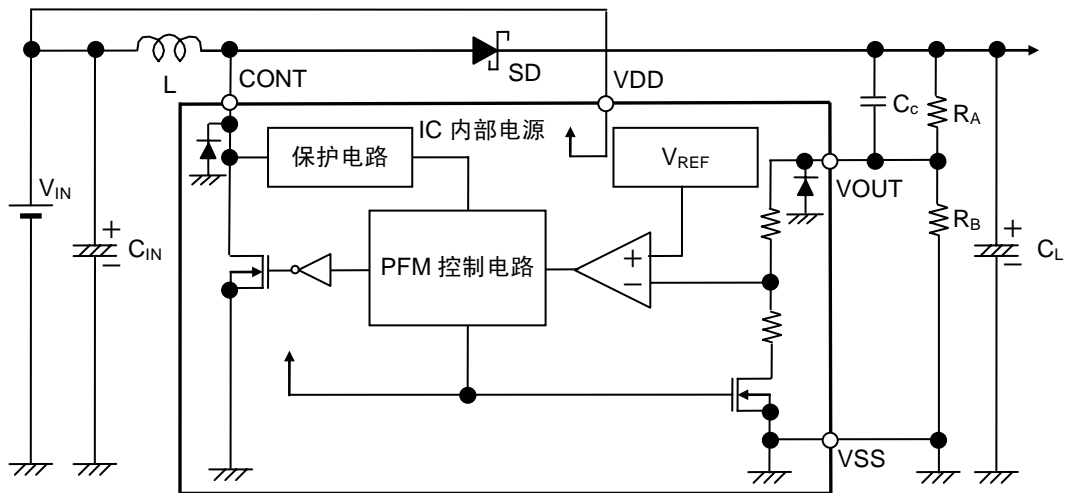 L
CONT
SD
VDD
Cc
RA
IC 内部电源
保护电路
VREF
VOUT
VIN
+
−
CIN
PFM 控制电路
+
−
RB
+
−
CL
VSS